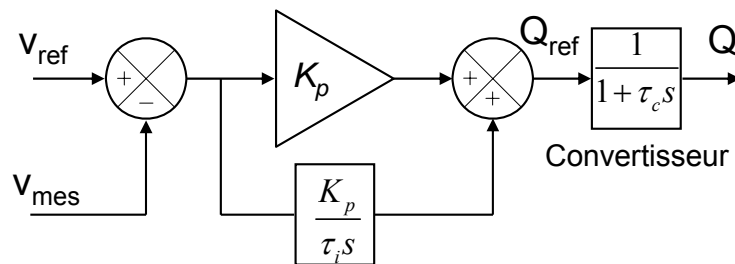 v_ref
+
−
K_p
+
+
Q_ref
1
1 + τ_c s
Q
Convertisseur
v_mes
K_p
τ_i s